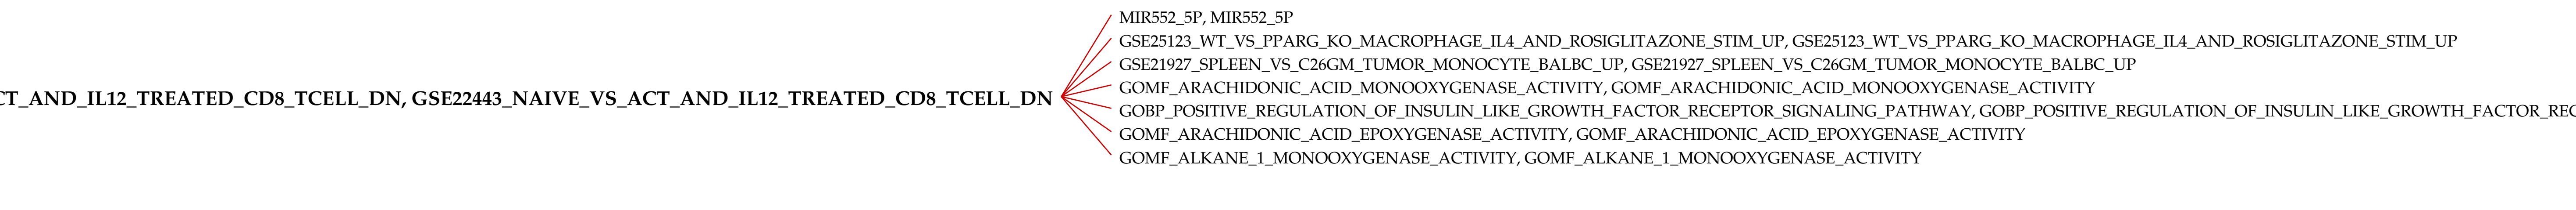 MIR552_5P, MIR552_5P
GSE25123_WT_VS_PPARG_KO_MACROPHAGE_IL4_AND_ROSIGLITAZONE_STIM_UP, GSE25123_WT_VS_PPARG_KO_MACROPHAGE_IL4_AND_ROSIGLITAZONE_STIM_UP
GSE21927_SPLEEN_VS_C26GM_TUMOR_MONOCYTE_BALBC_UP, GSE21927_SPLEEN_VS_C26GM_TUMOR_MONOCYTE_BALBC_UP
GOMF_ARACHIDONIC_ACID_MONOOXYGENASE_ACTIVITY, GOMF_ARACHIDONIC_ACID_MONOOXYGENASE_ACTIVITY
CT_AND_IL12_TREATED_CD8_TCELL_DN, GSE22443_NAIVE_VS_ACT_AND_IL12_TREATED_CD8_TCELL_DN
GOBP_POSITIVE_REGULATION_OF_INSULIN_LIKE_GROWTH_FACTOR_RECEPTOR_SIGNALING_PATHWAY, GOBP_POSITIVE_REGULATION_OF_INSULIN_LIKE_GROWTH_FACTOR_REC
GOMF_ARACHIDONIC_ACID_EPOXYGENASE_ACTIVITY, GOMF_ARACHIDONIC_ACID_EPOXYGENASE_ACTIVITY
GOMF_ALKANE_1_MONOOXYGENASE_ACTIVITY, GOMF_ALKANE_1_MONOOXYGENASE_ACTIVITY